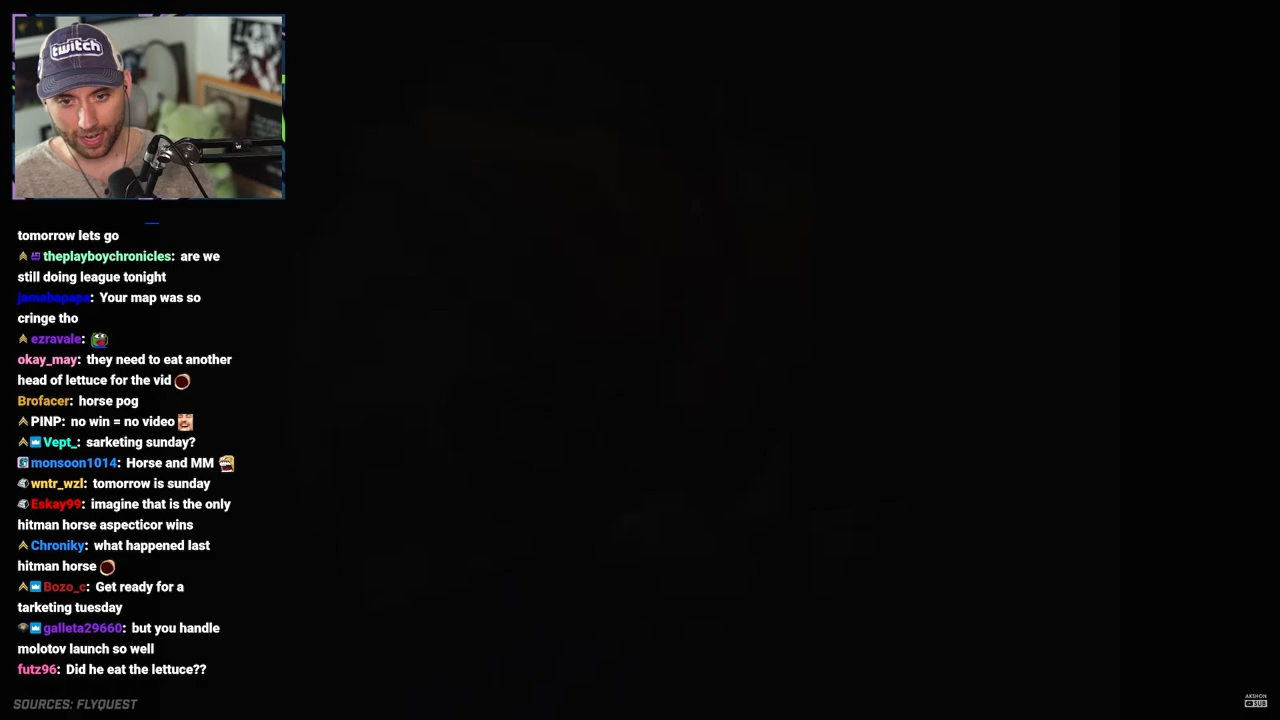 twitch
tomorrow lets go
theplayboychronicles: are we
still doing league tonight
jamabapapa: Your map was so
cringe tho
ezravale:
okay_may: they need to eat another
head of lettuce for the vid
Brofacer: horse pog
PINP: no win = no video
Vept_: sarketing sunday?
monsoon1014: Horse and MM
wntr_wzl: tomorrow is sunday
Eskay99: imagine that is the only
hitman horse aspecticor wins
Chroniky: what happened last
hitman horse
Bozo_c: Get ready for a
tarketing tuesday
galleta29660: but you handle
molotov launch so well
futz96: Did he eat the lettuce??
SOURCES: FLYQUEST
AKSHON
SUB